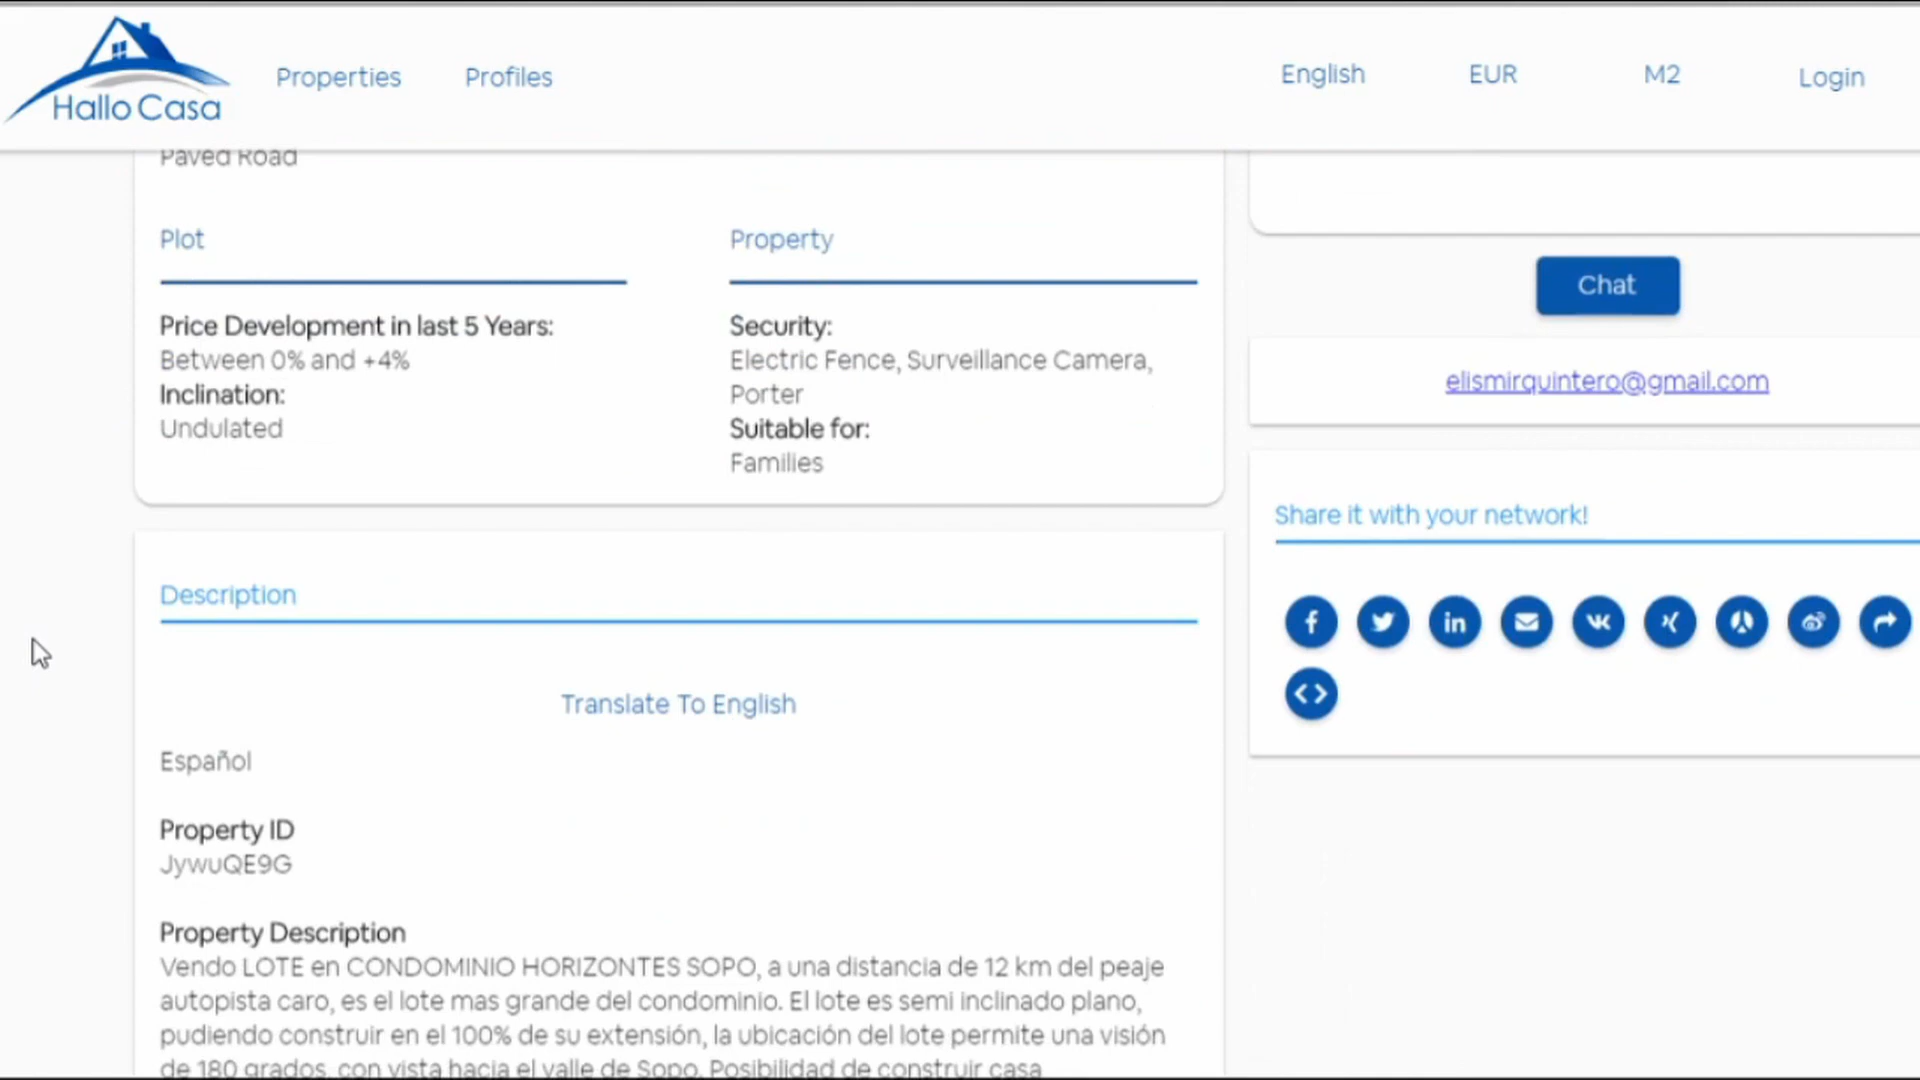 Hallo Casa
Properties
Profiles
English
EUR
M2
Login
Paved Road
Plot
Price Development in last 5 Years:
Between 0% and +4%
Inclination:
Undulated
Property
Security:
Electric Fence, Surveillance Camera,
Porter
Suitable for:
Families
Chat
elismirquintero@gmail.com
Share it with your network!
Description
Translate To English
Español
Property ID
JywuQE9G
Property Description
Vendo LOTE en CONDOMINIO HORIZONTES SOPO, a una distancia de 12 km del peaje
autopista caro, es el lote mas grande del condominio. El lote es semi inclinado plano,
pudiendo construir en el 100% de su extensión, la ubicación del lote permite una visión
de 180 grados, con vista hacia el valle de Sopo. Posibilidad de construir casa